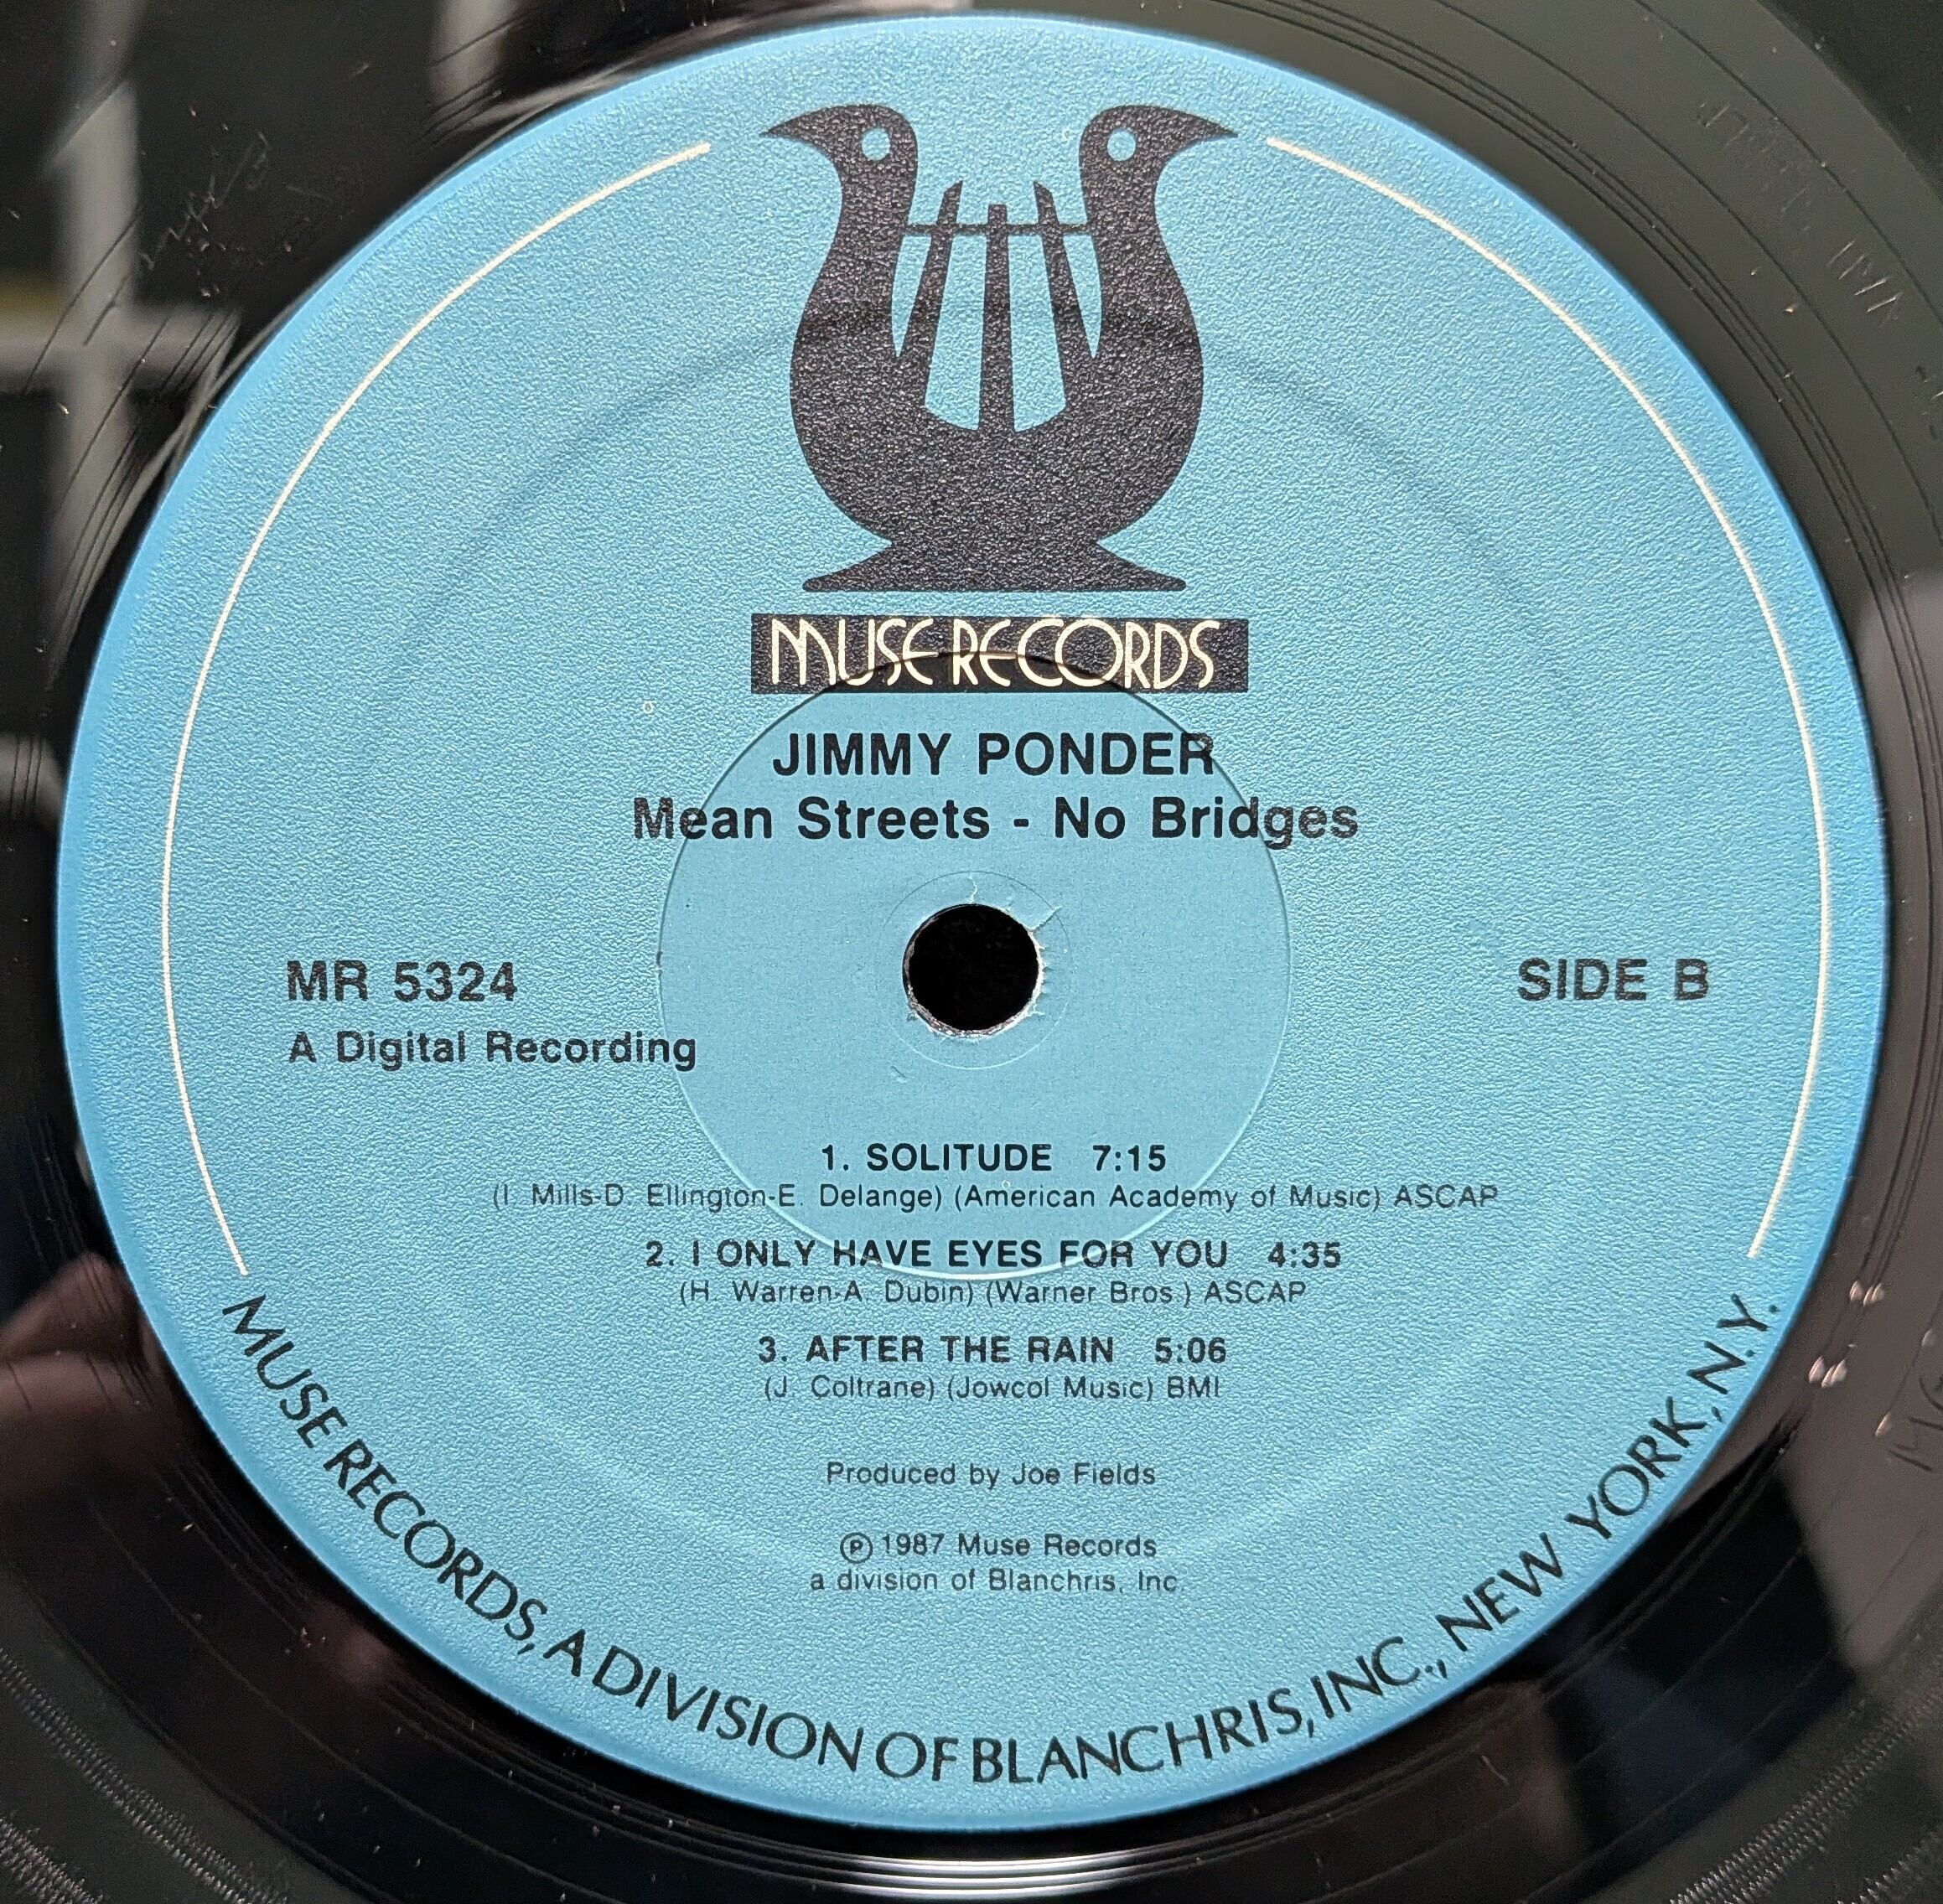 MUSE RECORDS
JIMMY PONDER
Mean Streets - No Bridges
MR 5324
SIDE B
A Digital Recording
1. SOLITUDE 7:15
(I. Mills-D. Ellington-E. Delange) (American Academy of Music) ASCAP
2. I ONLY HAVE EYES FOR YOU 4:35
(H. Warren-A. Dubin) (Warner Bros.) ASCAP
3. AFTER THE RAIN 5:06
(J. Coltrane) (Jowcol Music) BMI
Produced by Joe Fields
℗ 1987 Muse Records
a division of Blanchris, Inc.
MUSE RECORDS, A DIVISION OF BLANCHRIS, INC., NEW YORK, N.Y.